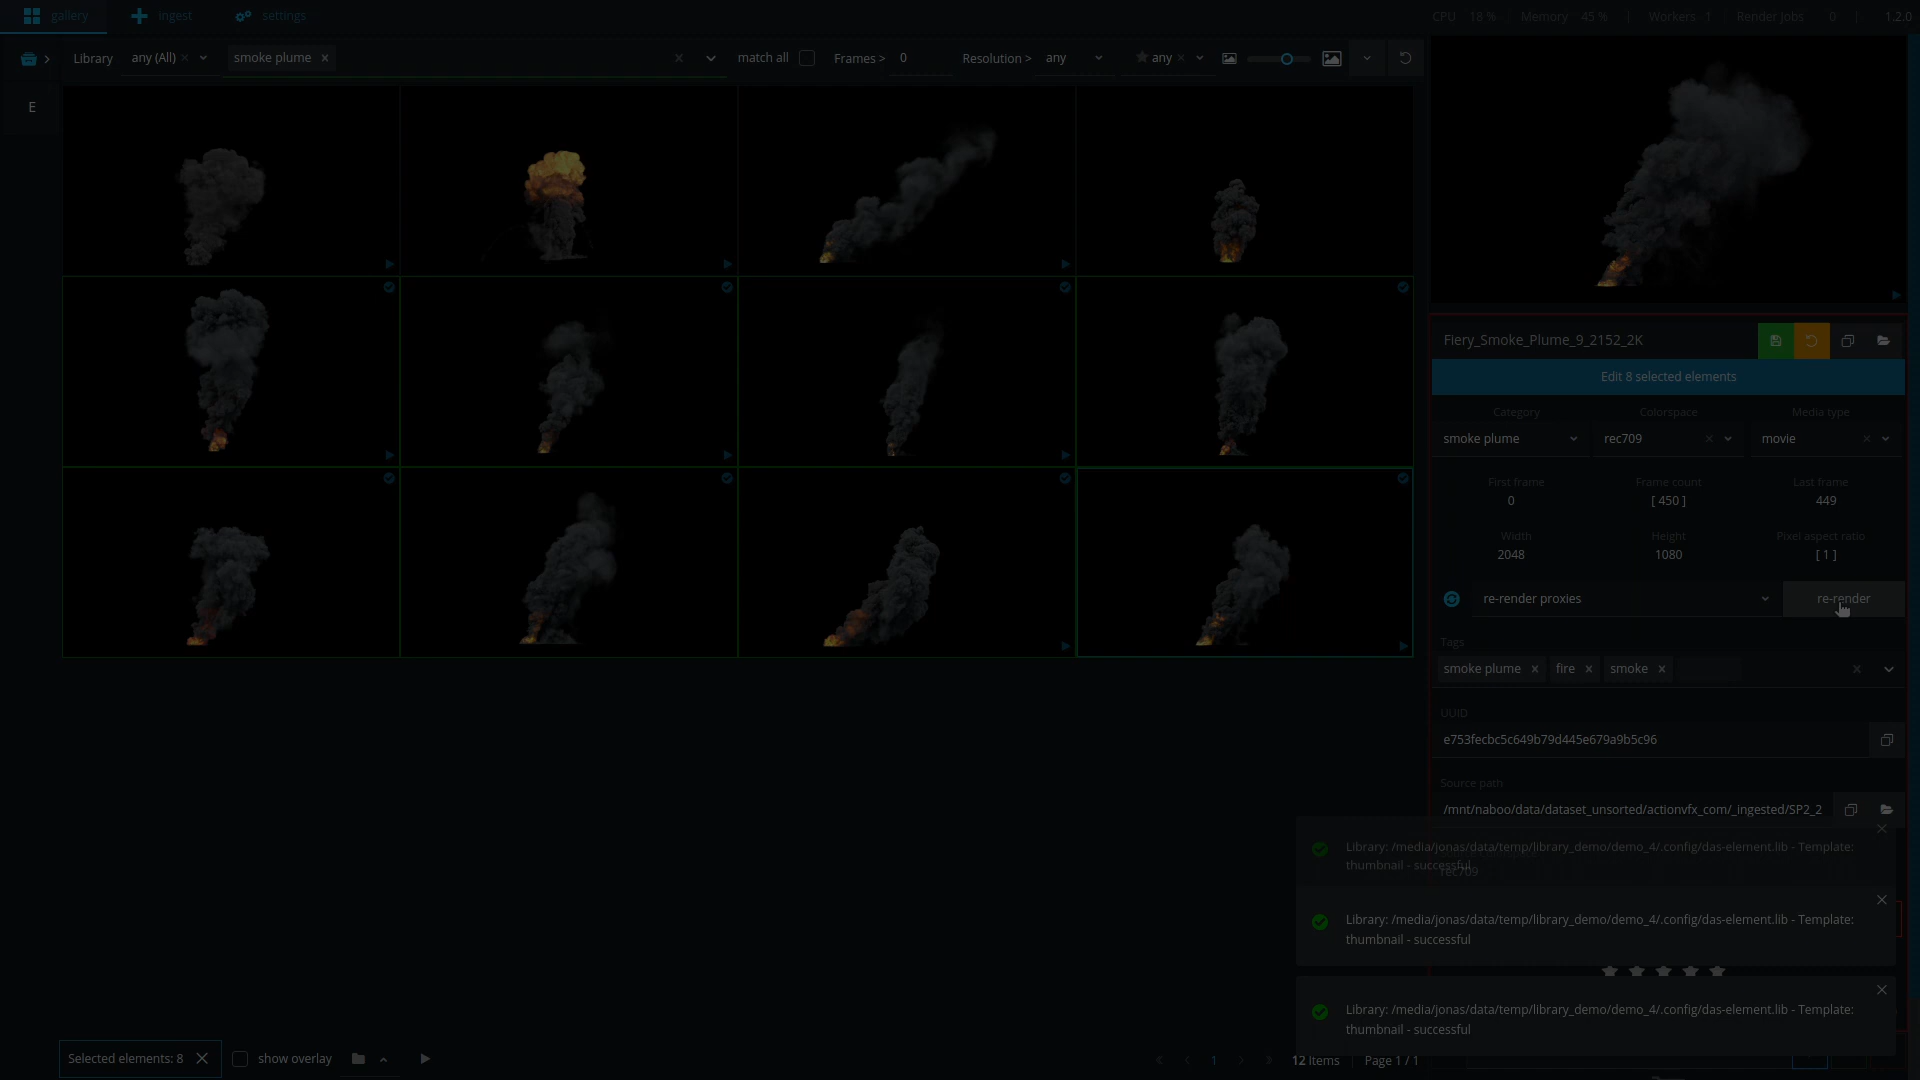 gallery
ingest
settings
CPU 18 % Memory 45 % Workers 1 Render Jobs 0 1.2.0
Library any (All) smoke plume match all Frames > 0 Resolution > any any
E
Fiery_Smoke_Plume_9_2152_2K
Edit 8 selected elements
Category Colorspace Media type
smoke plume rec709 movie
First frame Frame count Last frame
0 [ 450 ] 449
Width Height Pixel aspect ratio
2048 1080 [ 1 ]
re-render proxies re-render
Tags
smoke plume fire smoke
UUID
e753fecbc5c649b79d445e679a9b5c96
Source path
/mnt/naboo/data/dataset_unsorted/actionvfx_com/_ingested/SP2_2
Library: /media/jonas/data/temp/library_demo/demo_4/.config/das-element.lib - Template:
thumbnail - successful
rec709
Library: /media/jonas/data/temp/library_demo/demo_4/.config/das-element.lib - Template:
thumbnail - successful
Library: /media/jonas/data/temp/library_demo/demo_4/.config/das-element.lib - Template:
thumbnail - successful
Selected elements: 8 show overlay 1 12 Items Page 1 / 1